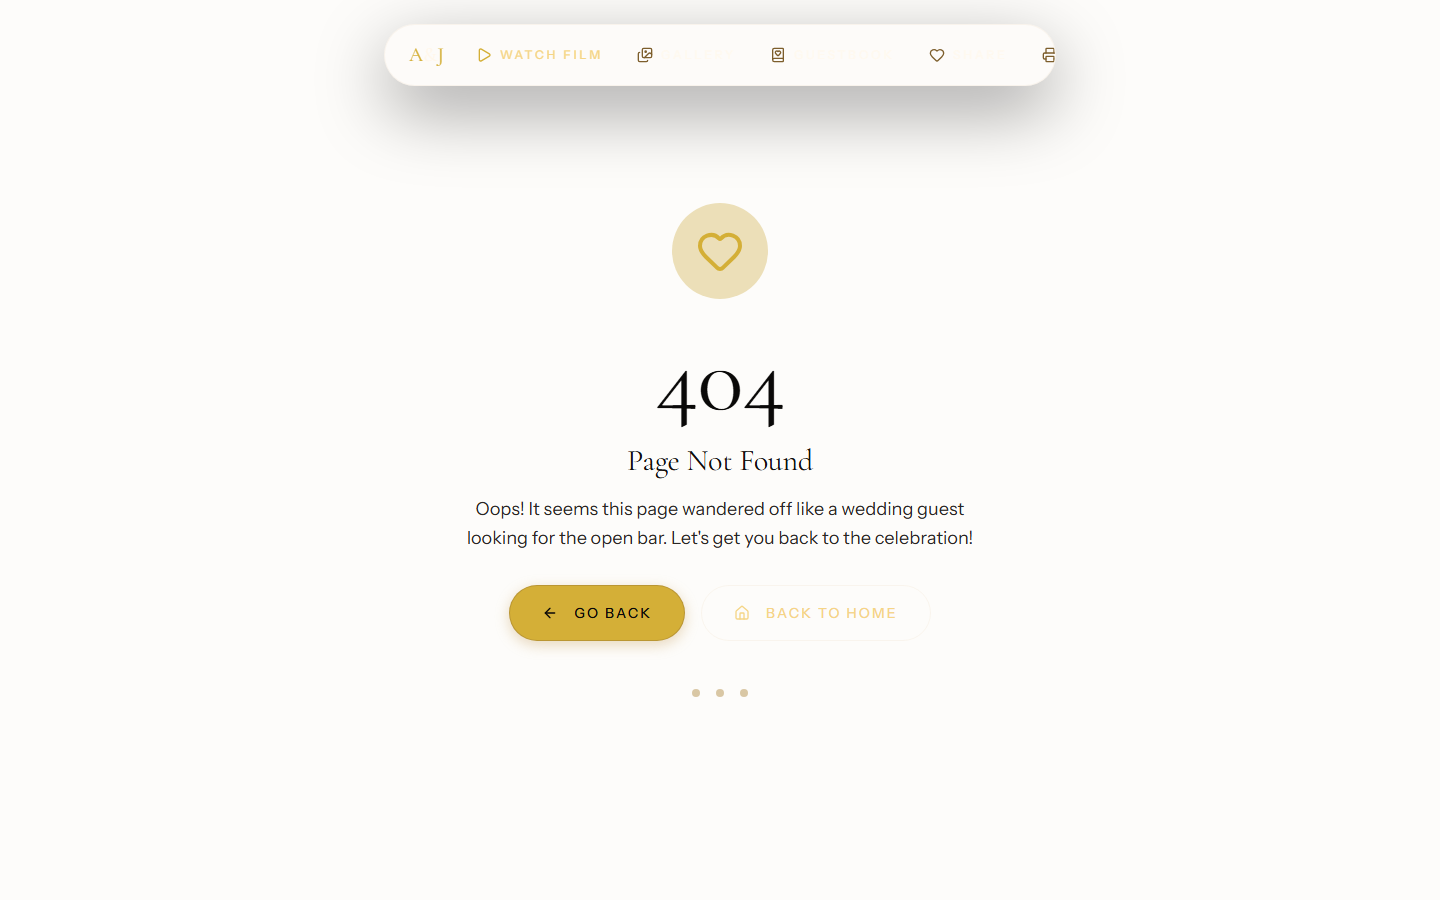 A J
WATCH FILM
404
Page Not Found
Oops! It seems this page wandered off like a wedding guest
looking for the open bar. Let's get you back to the celebration!
GO BACK
BACK TO HOME